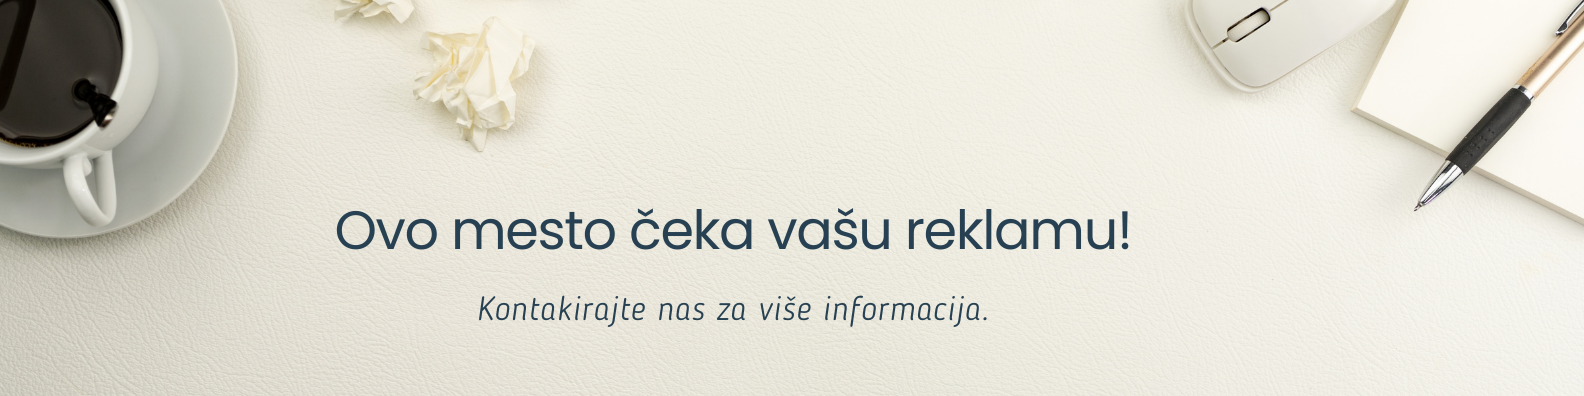 Ovo mesto čeka vašu reklamu!
Kontakirajte nas za više informacija.